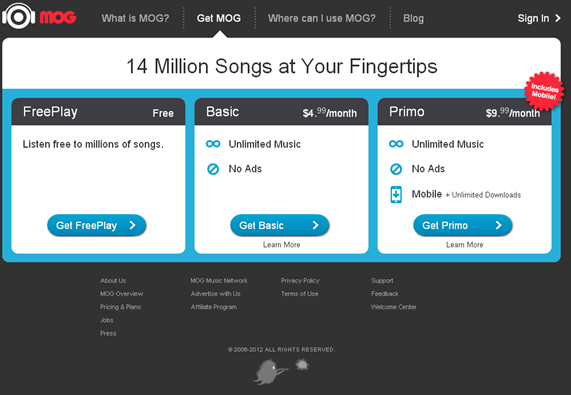 MOG
What is MOG?
Get MOG
Where can I use MOG?
Blog
Sign In
14 Million Songs at Your Fingertips
Includes
Mobile!
FreePlay Free
Listen free to millions of songs.
Get FreePlay
Basic $4.99/month
Unlimited Music
No Ads
Get Basic
Learn More
Primo $9.99/month
Unlimited Music
No Ads
Mobile + Unlimited Downloads
Get Primo
Learn More
About Us
MOG Overview
Pricing & Plans
Jobs
Press
MOG Music Network
Advertise with Us
Affiliate Program
Privacy Policy
Terms of Use
Support
Feedback
Welcome Center
© 2006-2012 ALL RIGHTS RESERVED.